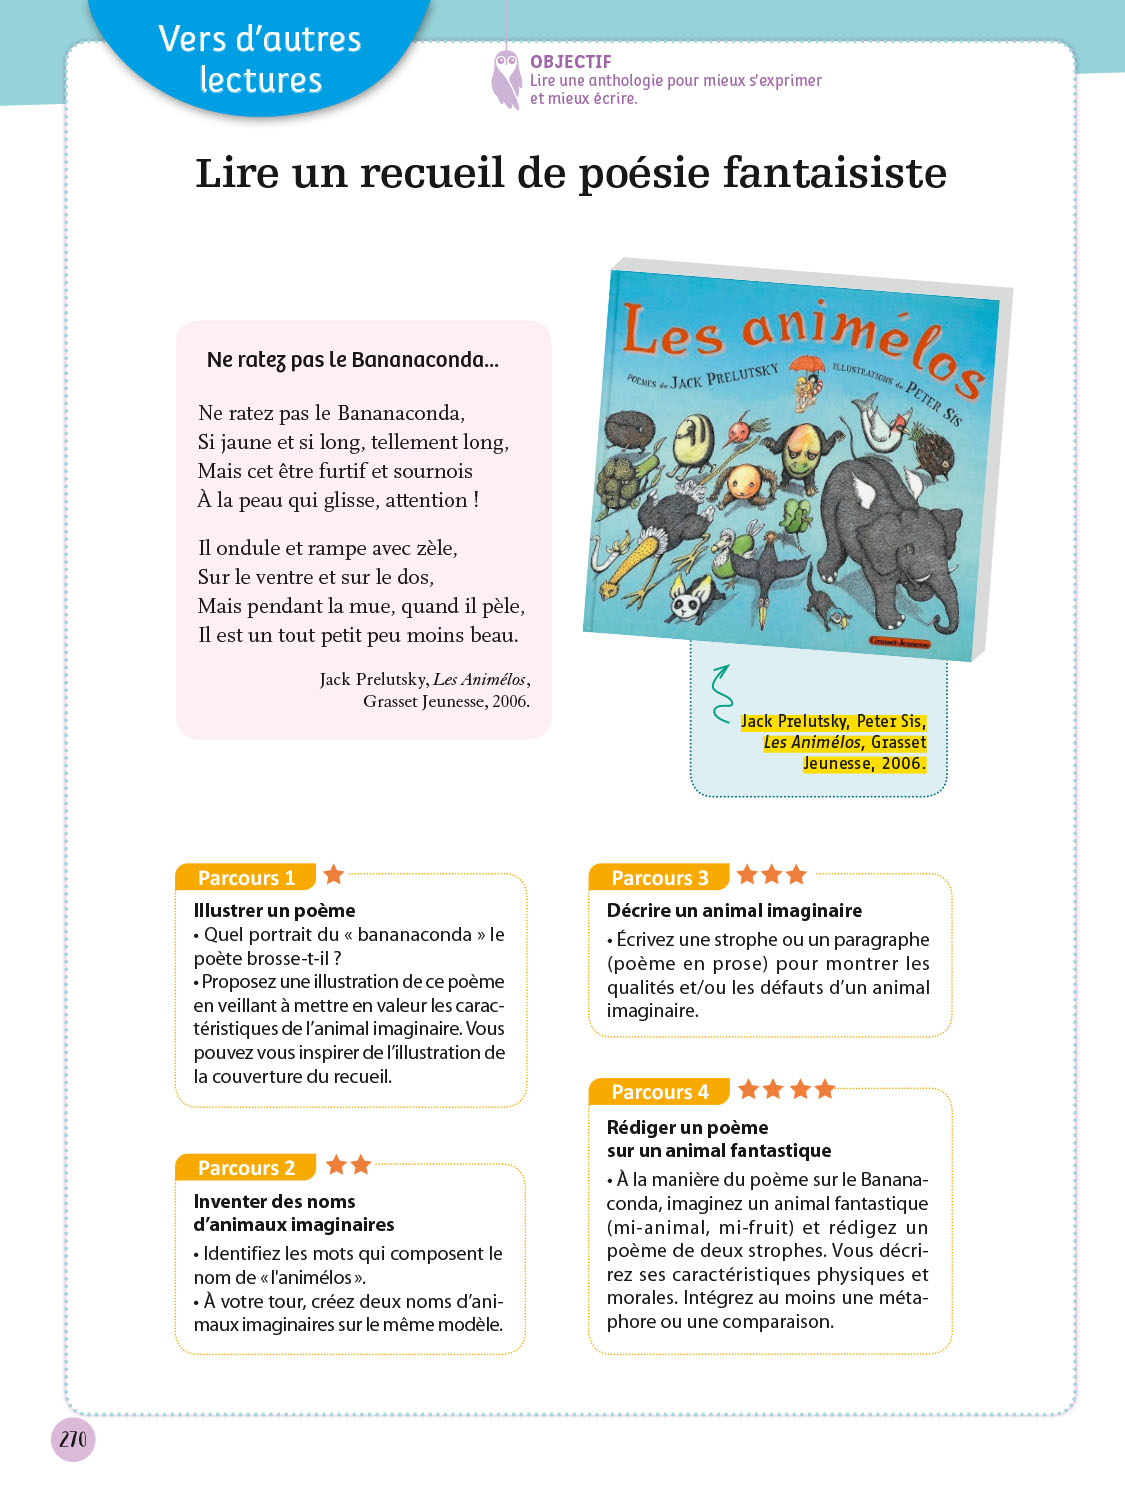 Vers d’autres
lectures
OBJECTIF
Lire une anthologie pour mieux s’exprimer
et mieux écrire.
Lire un recueil de poésie fantaisiste
Ne ratez pas le Bananaconda...
Ne ratez pas le Bananaconda,
Si jaune et si long, tellement long,
Mais cet être furtif et sournois
À la peau qui glisse, attention !
Il ondule et rampe avec zèle,
Sur le ventre et sur le dos,
Mais pendant la mue, quand il pèle,
Il est un tout petit peu moins beau.
Jack Prelutsky, Les Animélos,
Grasset Jeunesse, 2006.
Les animélos
POÈMES de JACK PRELUTSKY
ILLUSTRATIONS de PETER SÍS
Grasset-Jeunesse
Jack Prelutsky, Peter Sis,
Les Animélos, Grasset
Jeunesse, 2006.
Parcours 1
Illustrer un poème
• Quel portrait du « bananaconda » le
poète brosse-t-il ?
• Proposez une illustration de ce poème
en veillant à mettre en valeur les carac-
téristiques de l’animal imaginaire. Vous
pouvez vous inspirer de l’illustration de
la couverture du recueil.
Parcours 2
Inventer des noms
d’animaux imaginaires
• Identifiez les mots qui composent le
nom de « l'animélos ».
• À votre tour, créez deux noms d’ani-
maux imaginaires sur le même modèle.
Parcours 3
Décrire un animal imaginaire
• Écrivez une strophe ou un paragraphe
(poème en prose) pour montrer les
qualités et/ou les défauts d’un animal
imaginaire.
Parcours 4
Rédiger un poème
sur un animal fantastique
• À la manière du poème sur le Banana-
conda, imaginez un animal fantastique
(mi-animal, mi-fruit) et rédigez un
poème de deux strophes. Vous décri-
rez ses caractéristiques physiques et
morales. Intégrez au moins une méta-
phore ou une comparaison.
270